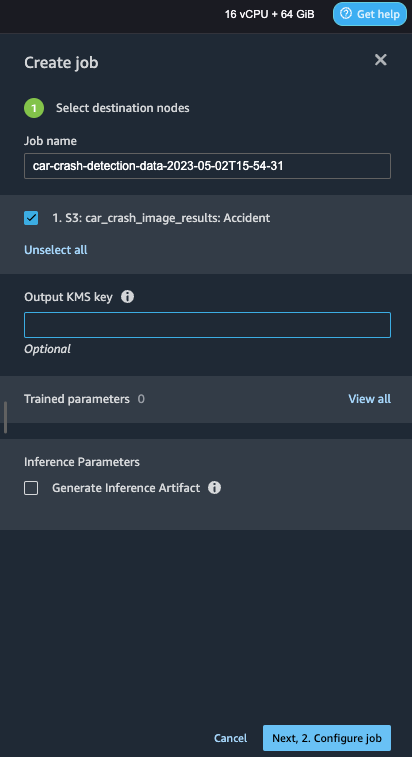 16 vCPU + 64 GiB
Get help
Create job
1 Select destination nodes
Job name
car-crash-detection-data-2023-05-02T15-54-31
1. S3: car_crash_image_results: Accident
Unselect all
Output KMS key
Optional
Trained parameters 0 View all
Inference Parameters
Generate Inference Artifact
Cancel Next, 2. Configure job